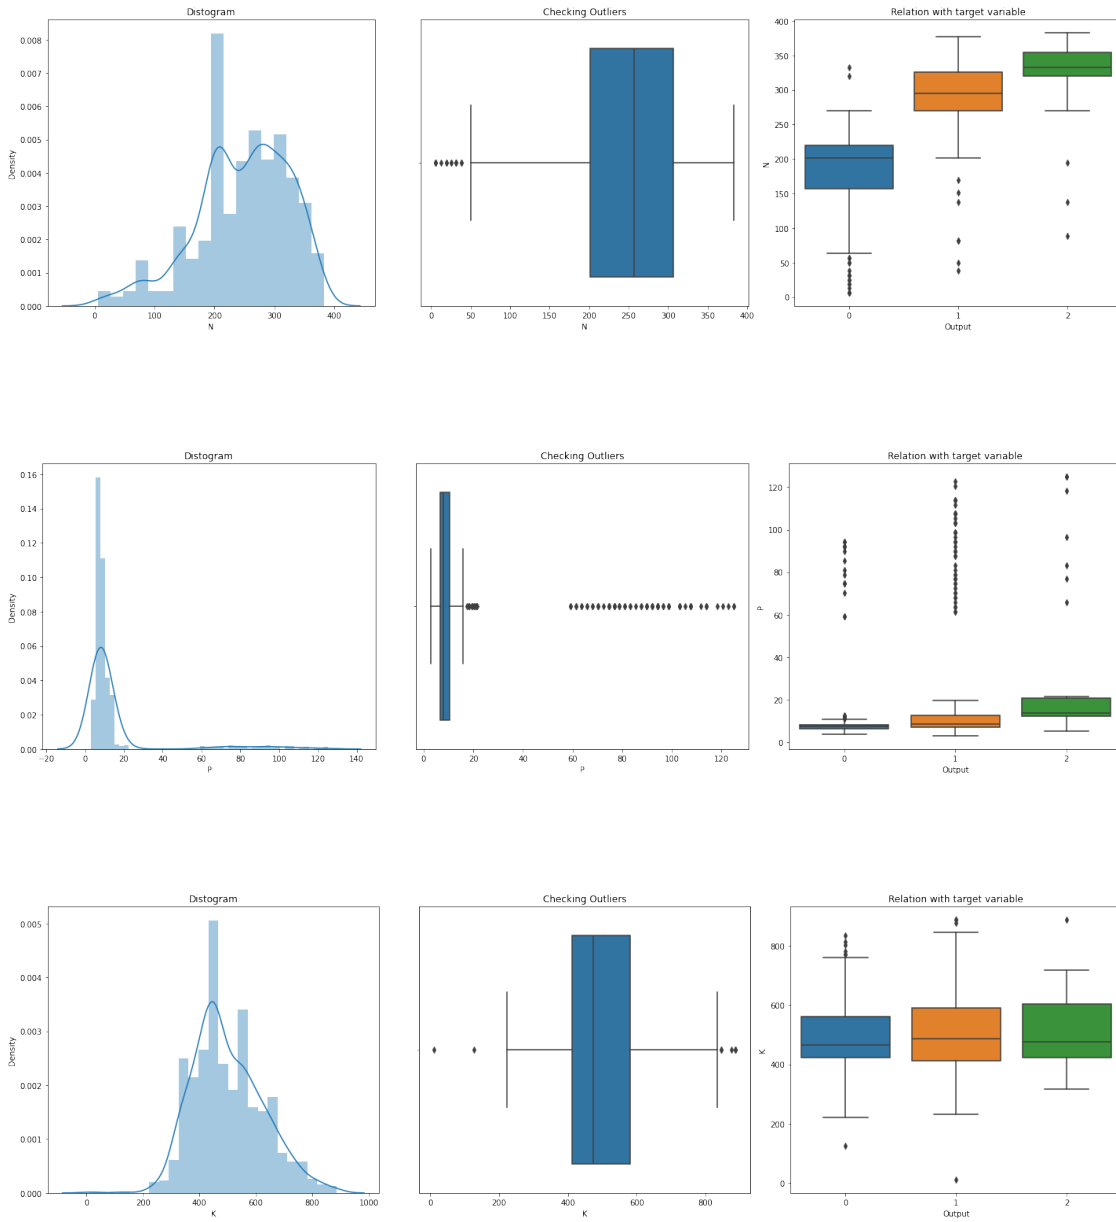 Distogram
Checking Outliers
Relation with target variable
0.008
0.007
0.006
0.005
0.004
0.003
0.002
0.001
0.000
Density
0 100 200 300 400
N
0 50 100 150 200 250 300 350 400
N
400
350
300
250
200
150
100
50
0
N
0 1 2
Output
Distogram
Checking Outliers
Relation with target variable
0.16
0.14
0.12
0.10
0.08
0.06
0.04
0.02
0.00
Density
−20 0 20 40 60 80 100 120 140
P
0 20 40 60 80 100 120
P
120
100
80
60
40
20
0
P
0 1 2
Output
Distogram
Checking Outliers
Relation with target variable
0.005
0.004
0.003
0.002
0.001
0.000
Density
0 200 400 600 800 1000
K
0 200 400 600 800
K
800
600
400
200
0
K
0 1 2
Output